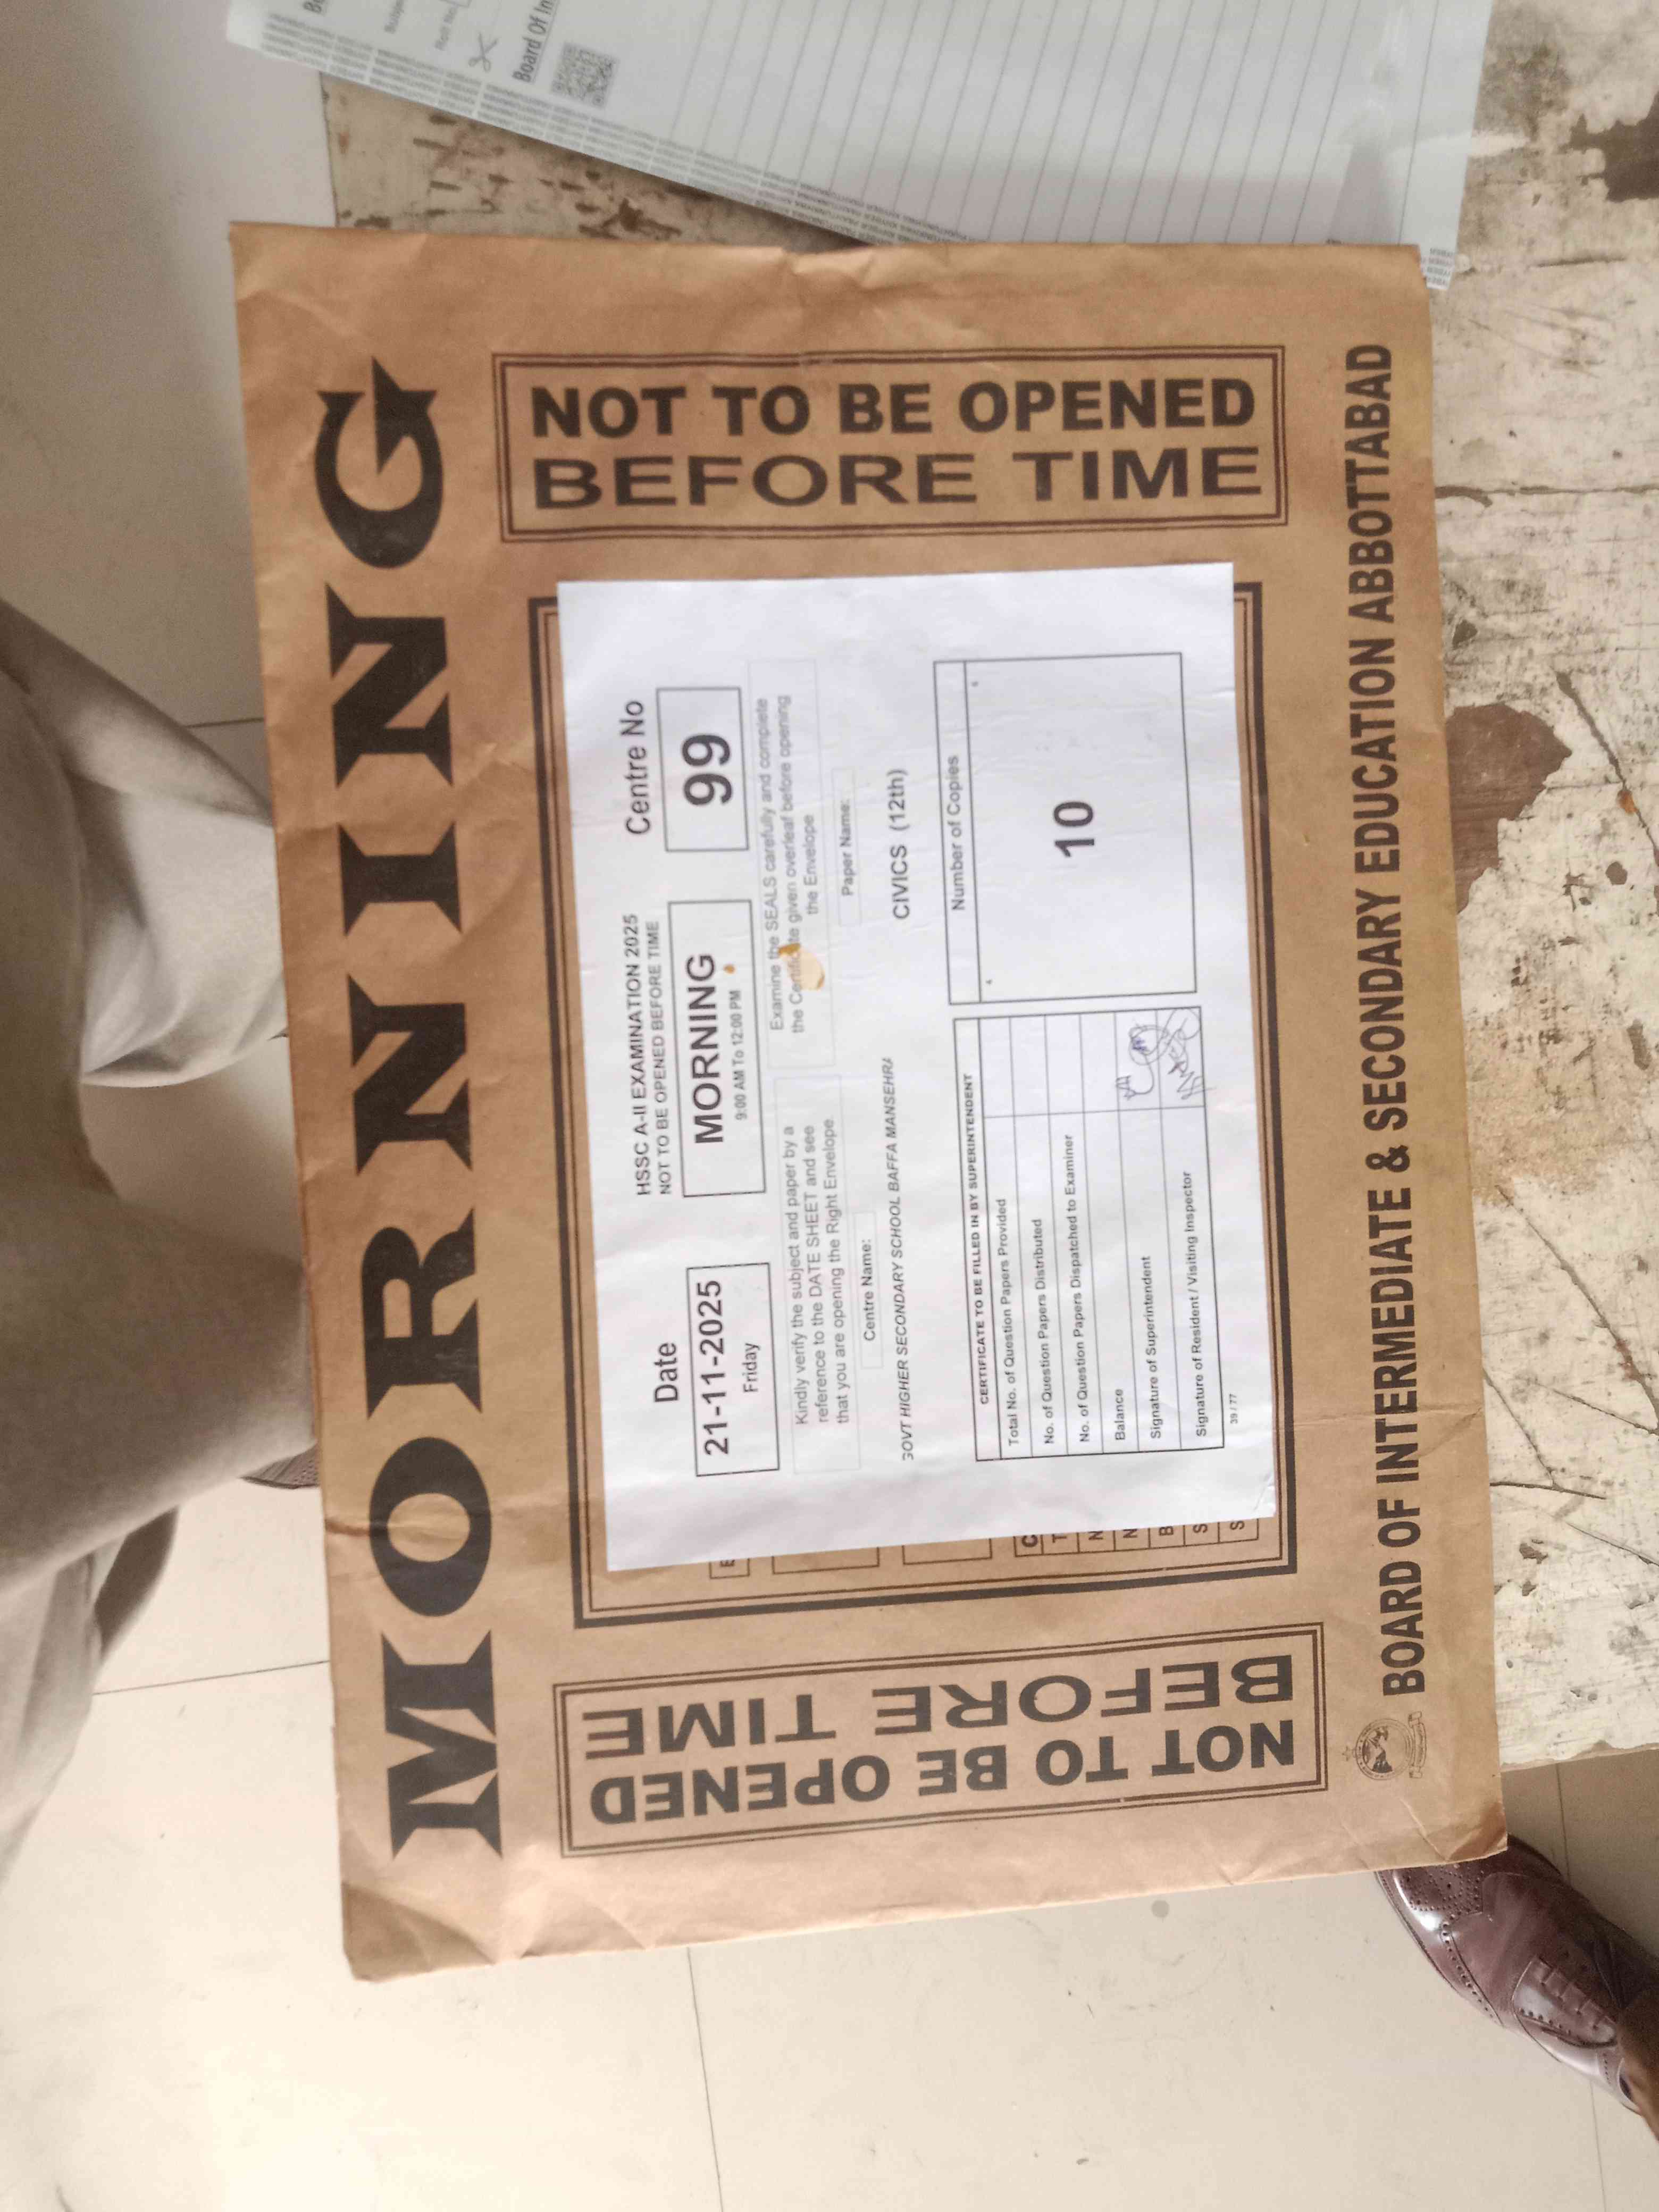 MORNING
NOT TO BE OPENED
BEFORE TIME
NOT TO BE OPENED
BEFORE TIME
Date
21-11-2025
Friday
HSSC A-II EXAMINATION 2025
NOT TO BE OPENED BEFORE TIME
MORNING
9:00 AM To 12:00 PM
Centre No
99
Kindly verify the subject and paper by a
reference to the DATE SHEET and see
that you are opening the Right Envelope.
Examine the SEALS carefully and complete
the Certificate given overleaf before opening
the Envelope
Centre Name:
GOVT HIGHER SECONDARY SCHOOL BAFFA MANSEHRA
Paper Name:
CIVICS (12th)
CERTIFICATE TO BE FILLED IN BY SUPERINTENDENT
Total No. of Question Papers Provided
No. of Question Papers Distributed
No. of Question Papers Dispatched to Examiner
Balance
Signature of Superintendent
Signature of Resident / Visiting Inspector
39 / 77
Number of Copies
10
BOARD OF INTERMEDIATE & SECONDARY EDUCATION ABBOTTABAD
Board Of In